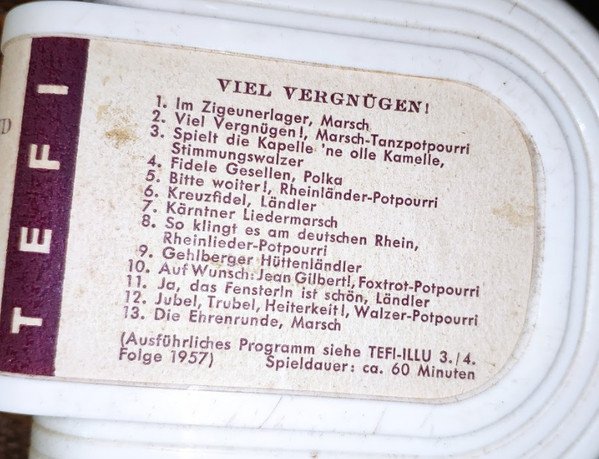 TEFI
VIEL VERGNÜGEN!
1. Im Zigeunerlager, Marsch
2. Viel Vergnügen!, Marsch-Tanzpotpourri
3. Spielt die Kapelle 'ne olle Kamelle,
Stimmungswalzer
4. Fidele Gesellen, Polka
5. Bitte woiter!, Rheinländer-Potpourri
6. Kreuzfidel, Ländler
7. Kärntner Liedermarsch
8. So klingt es am deutschen Rhein,
Rheinlieder-Potpourri
9. Gehlberger Hüttenländler
10. Auf Wunsch: Jean Gilbert!, Foxtrot-Potpourri
11. Ja, das Fensterln ist schön, Ländler
12. Jubel, Trubel, Heiterkeit!, Walzer-Potpourri
13. Die Ehrenrunde, Marsch
(Ausführliches Programm siehe TEFI-ILLU 3./4.
Folge 1957) Spieldauer: ca. 60 Minuten